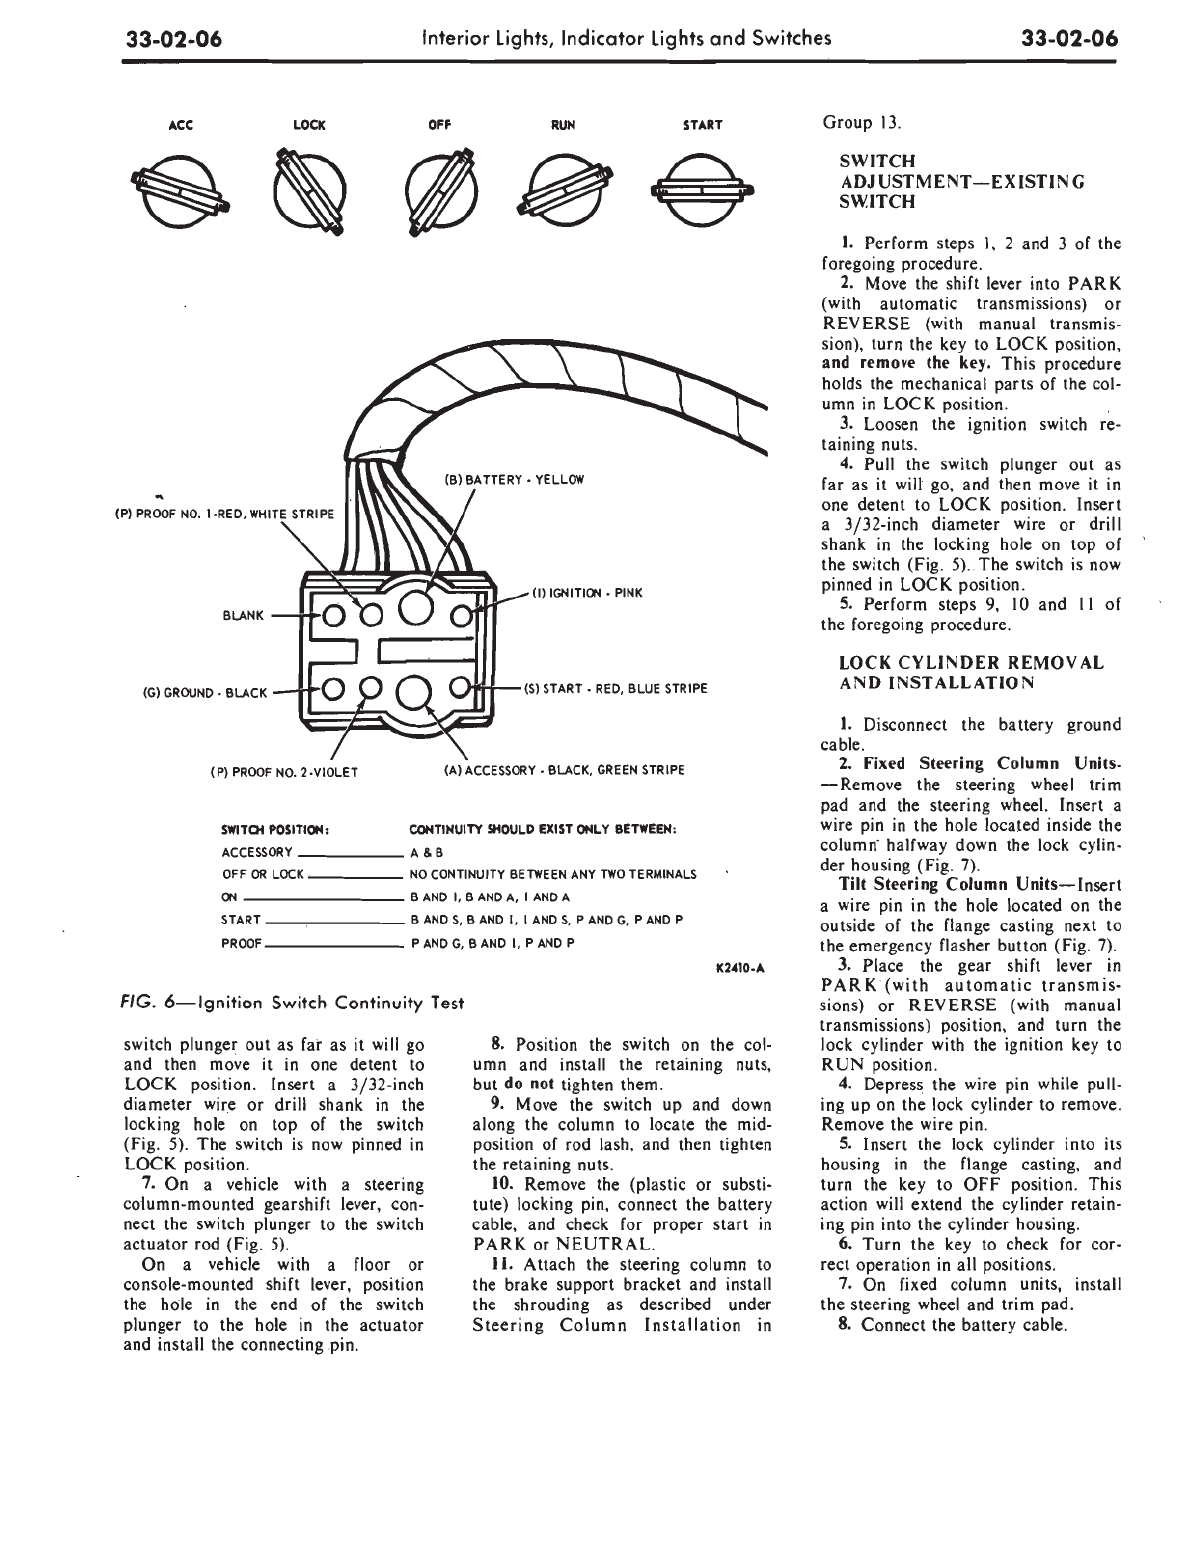 33-02-06 Interior Lights, Indicator Lights and Switches 33-02-06
ACC LOCK OFF RUN START
(B) BATTERY - YELLOW
(P) PROOF NO. 1-RED, WHITE STRIPE
(I) IGNITION - PINK
BLANK
(G) GROUND - BLACK
(S) START - RED, BLUE STRIPE
(P) PROOF NO. 2-VIOLET
(A) ACCESSORY - BLACK, GREEN STRIPE
SWITCH POSITION: CONTINUITY SHOULD EXIST ONLY BETWEEN:
ACCESSORY A & B
OFF OR LOCK NO CONTINUITY BETWEEN ANY TWO TERMINALS
ON B AND I, B AND A, I AND A
START B AND S, B AND I, I AND S, P AND G, P AND P
PROOF P AND G, B AND I, P AND P
K2410-A
FIG. 6—Ignition Switch Continuity Test
switch plunger out as far as it will go
and then move it in one detent to
LOCK position. Insert a 3/32-inch
diameter wire or drill shank in the
locking hole on top of the switch
(Fig. 5). The switch is now pinned in
LOCK position.
7. On a vehicle with a steering
column-mounted gearshift lever, con-
nect the switch plunger to the switch
actuator rod (Fig. 5).
On a vehicle with a floor or
console-mounted shift lever, position
the hole in the end of the switch
plunger to the hole in the actuator
and install the connecting pin.
8. Position the switch on the col-
umn and install the retaining nuts,
but do not tighten them.
9. Move the switch up and down
along the column to locate the mid-
position of rod lash, and then tighten
the retaining nuts.
10. Remove the (plastic or substi-
tute) locking pin, connect the battery
cable, and check for proper start in
PARK or NEUTRAL.
11. Attach the steering column to
the brake support bracket and install
the shrouding as described under
Steering Column Installation in
Group 13.
SWITCH
ADJUSTMENT—EXISTING
SWITCH
1. Perform steps 1, 2 and 3 of the
foregoing procedure.
2. Move the shift lever into PARK
(with automatic transmissions) or
REVERSE (with manual transmis-
sion), turn the key to LOCK position,
and remove the key. This procedure
holds the mechanical parts of the col-
umn in LOCK position.
3. Loosen the ignition switch re-
taining nuts.
4. Pull the switch plunger out as
far as it will go, and then move it in
one detent to LOCK position. Insert
a 3/32-inch diameter wire or drill
shank in the locking hole on top of
the switch (Fig. 5). The switch is now
pinned in LOCK position.
5. Perform steps 9, 10 and 11 of
the foregoing procedure.
LOCK CYLINDER REMOVAL
AND INSTALLATION
1. Disconnect the battery ground
cable.
2. Fixed Steering Column Units-
—Remove the steering wheel trim
pad and the steering wheel. Insert a
wire pin in the hole located inside the
column halfway down the lock cylin-
der housing (Fig. 7).
Tilt Steering Column Units—Insert
a wire pin in the hole located on the
outside of the flange casting next to
the emergency flasher button (Fig. 7).
3. Place the gear shift lever in
PARK (with automatic transmis-
sions) or REVERSE (with manual
transmissions) position, and turn the
lock cylinder with the ignition key to
RUN position.
4. Depress the wire pin while pull-
ing up on the lock cylinder to remove.
Remove the wire pin.
5. Insert the lock cylinder into its
housing in the flange casting, and
turn the key to OFF position. This
action will extend the cylinder retain-
ing pin into the cylinder housing.
6. Turn the key to check for cor-
rect operation in all positions.
7. On fixed column units, install
the steering wheel and trim pad.
8. Connect the battery cable.